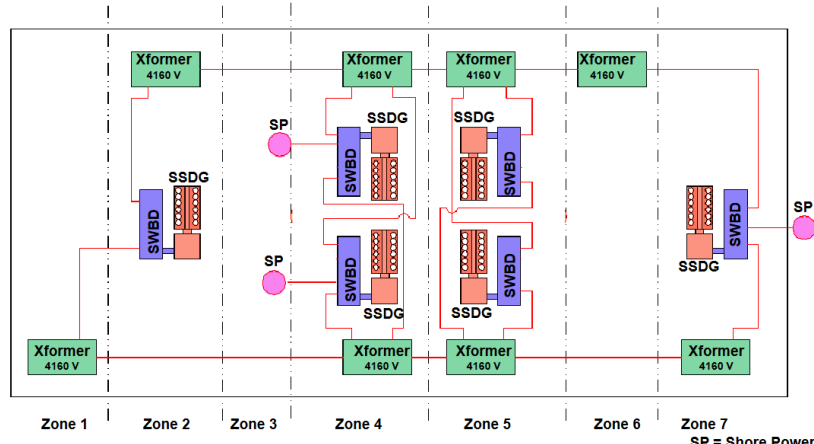 Xformer
4160 V
Xformer
4160 V
Xformer
4160 V
Xformer
4160 V
SP
SSDG
SWBD
SSDG
SWBD
SSDG
SWBD
SSDG
SWBD
SP
SP
SWBD
SSDG
SWBD
SSDG
SWBD
SSDG
Xformer
4160 V
Xformer
4160 V
Xformer
4160 V
Xformer
4160 V
Zone 1
Zone 2
Zone 3
Zone 4
Zone 5
Zone 6
Zone 7
SP = Shore Power